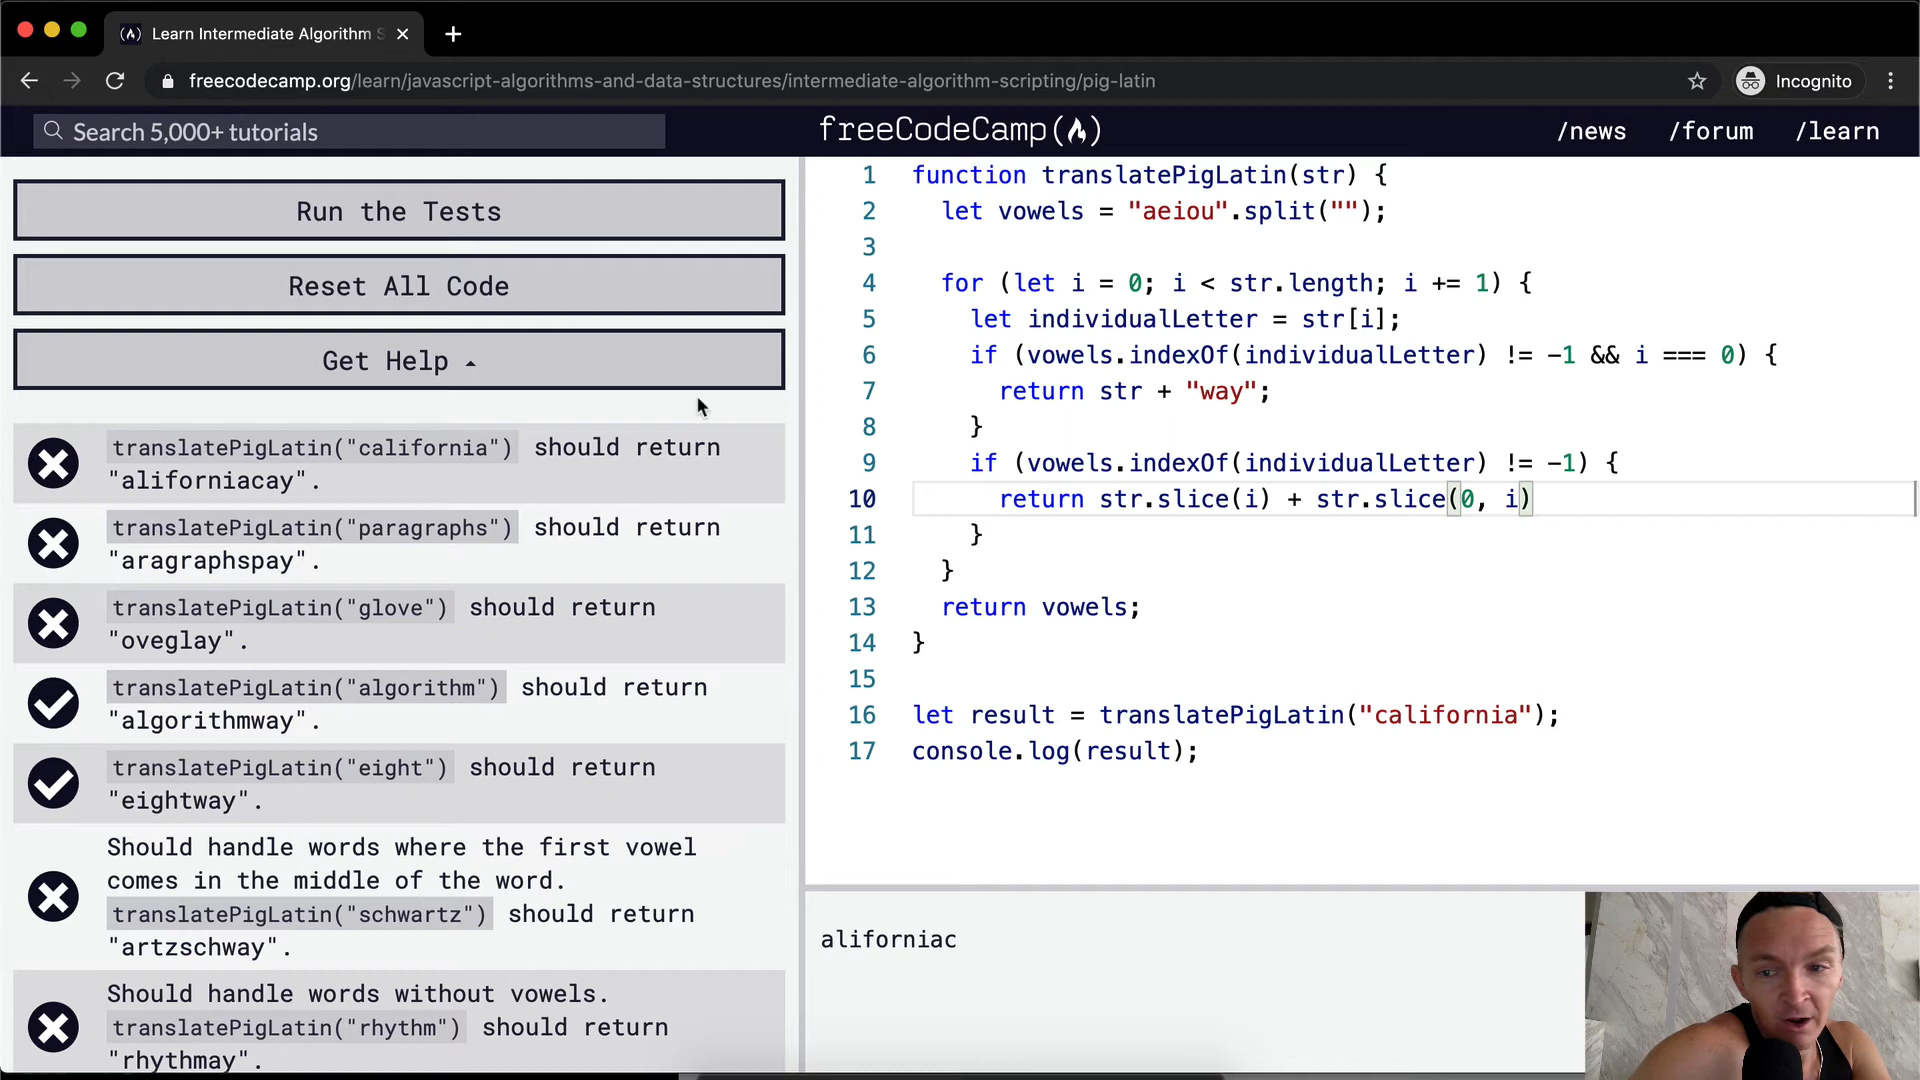 Learn Intermediate Algorithm S
freecodecamp.org/learn/javascript-algorithms-and-data-structures/intermediate-algorithm-scripting/pig-latin
Incognito
Search 5,000+ tutorials
freeCodeCamp
/news /forum /learn
Run the Tests
Reset All Code
Get Help
translatePigLatin("california") should return
"aliforniacay".
translatePigLatin("paragraphs") should return
"aragraphspay".
translatePigLatin("glove") should return
"oveglay".
translatePigLatin("algorithm") should return
"algorithmway".
translatePigLatin("eight") should return
"eightway".
Should handle words where the first vowel
comes in the middle of the word.
translatePigLatin("schwartz") should return
"artzschway".
Should handle words without vowels.
translatePigLatin("rhythm") should return
"rhythmay".
1 function translatePigLatin(str) {
2 let vowels = "aeiou".split("");
3
4 for (let i = 0; i < str.length; i += 1) {
5 let individualLetter = str[i];
6 if (vowels.indexOf(individualLetter) != -1 && i === 0) {
7 return str + "way";
8 }
9 if (vowels.indexOf(individualLetter) != -1) {
10 return str.slice(i) + str.slice(0, i)
11 }
12 }
13 return vowels;
14 }
15
16 let result = translatePigLatin("california");
17 console.log(result);
aliforniac